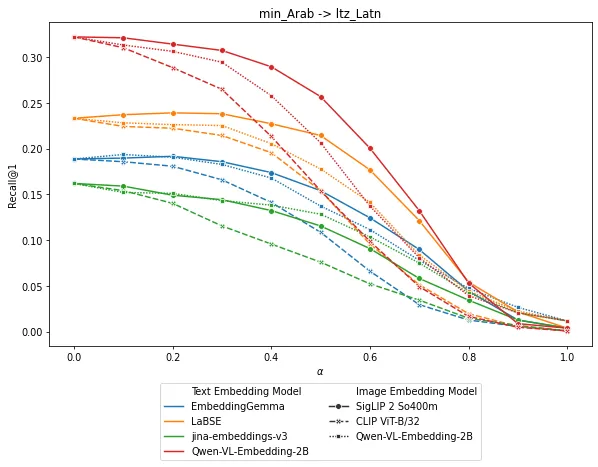 min_Arab -> ltz_Latn
Recall@1
0.30
0.25
0.20
0.15
0.10
0.05
0.00
0.0 0.2 0.4 0.6 0.8 1.0
α
Text Embedding Model Image Embedding Model
EmbeddingGemma SigLIP 2 So400m
LaBSE CLIP ViT-B/32
jina-embeddings-v3 Qwen-VL-Embedding-2B
Qwen-VL-Embedding-2B